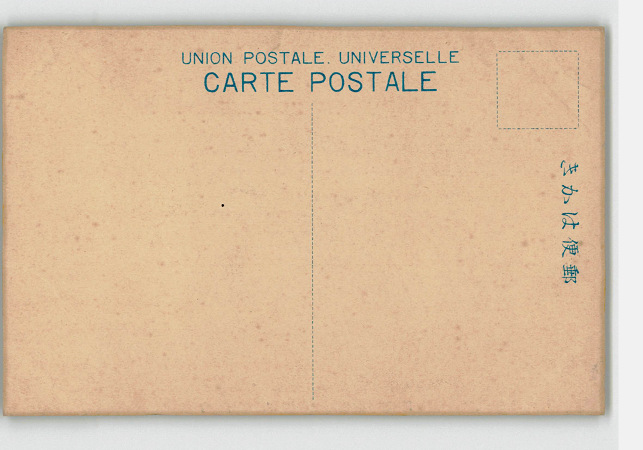 UNION POSTALE. UNIVERSELLE
CARTE POSTALE
郵便はかき